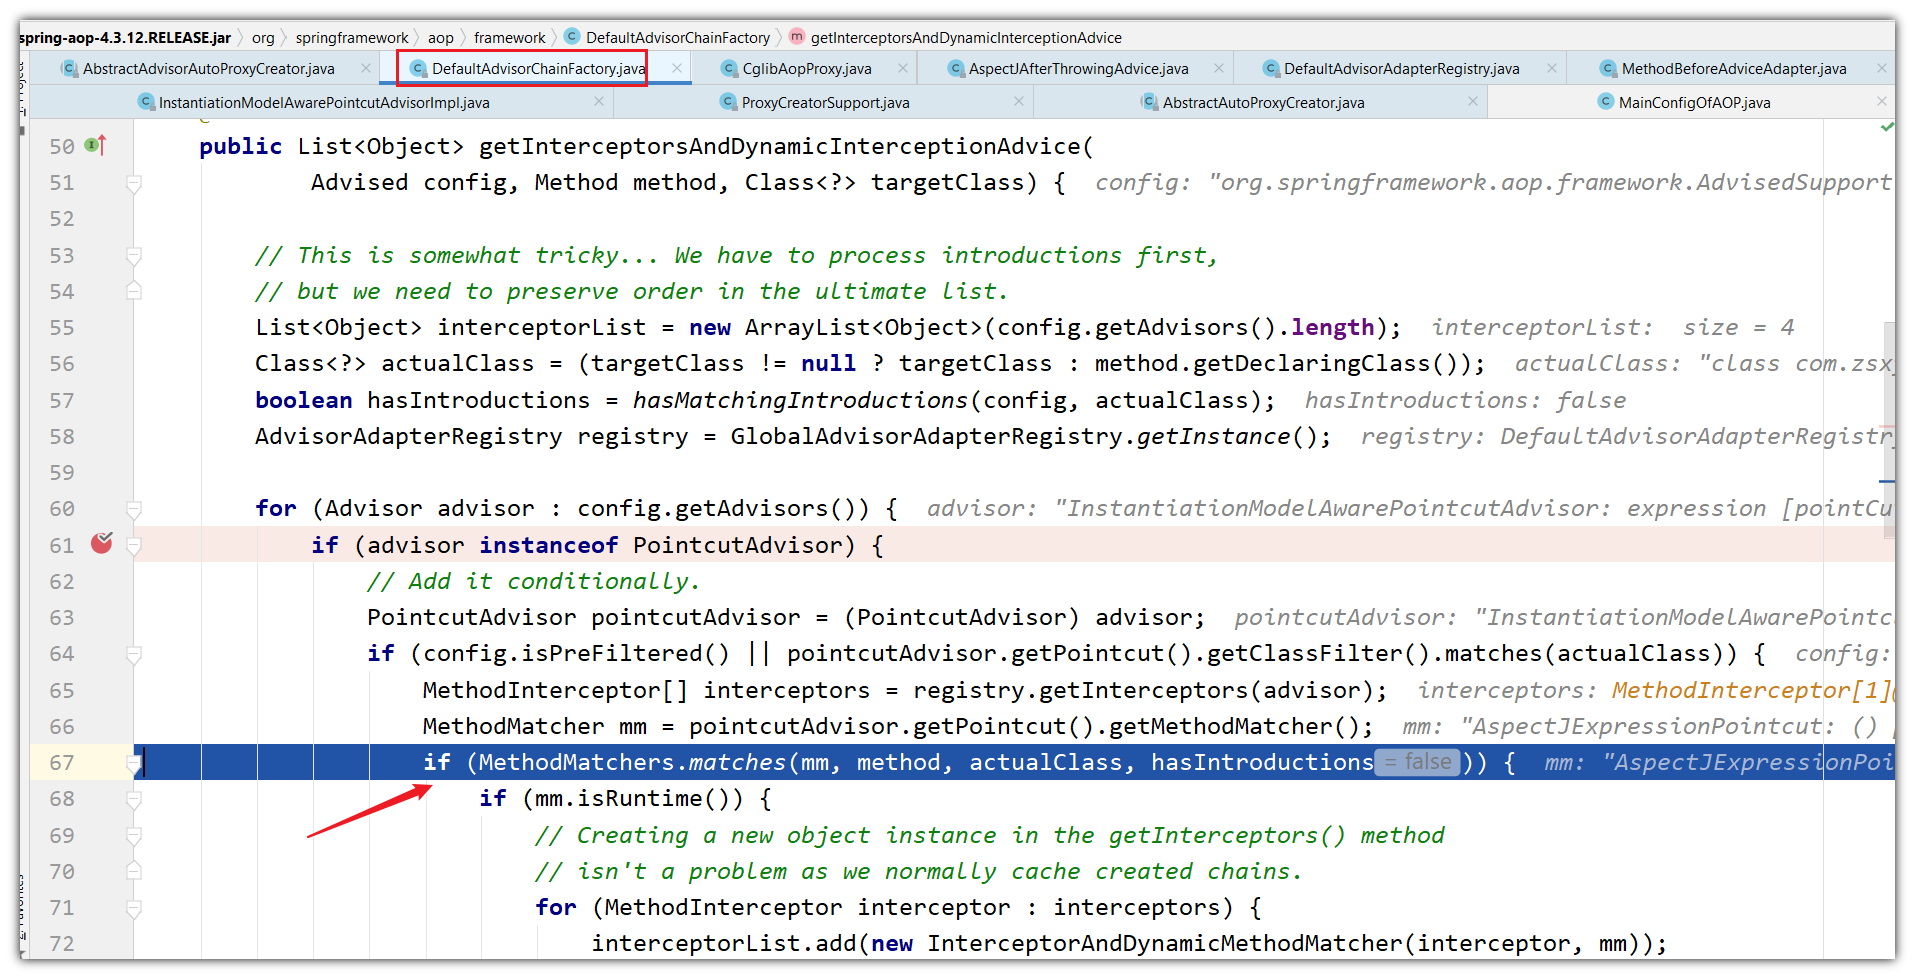 spring-aop-4.3.12.RELEASE.jar org springframework aop framework DefaultAdvisorChainFactory getInterceptorsAndDynamicInterceptionAdvice
AbstractAdvisorAutoProxyCreator.java DefaultAdvisorChainFactory.java CglibAopProxy.java AspectJAfterThrowingAdvice.java DefaultAdvisorAdapterRegistry.java MethodBeforeAdviceAdapter.java
InstantiationModelAwarePointcutAdvisorImpl.java ProxyCreatorSupport.java AbstractAutoProxyCreator.java MainConfigOfAOP.java
50 public List<Object> getInterceptorsAndDynamicInterceptionAdvice(
51 Advised config, Method method, Class<?> targetClass) { config: "org.springframework.aop.framework.AdvisedSupport
52
53 // This is somewhat tricky... We have to process introductions first,
54 // but we need to preserve order in the ultimate list.
55 List<Object> interceptorList = new ArrayList<Object>(config.getAdvisors().length); interceptorList: size = 4
56 Class<?> actualClass = (targetClass != null ? targetClass : method.getDeclaringClass()); actualClass: "class com.zsx
57 boolean hasIntroductions = hasMatchingIntroductions(config, actualClass); hasIntroductions: false
58 AdvisorAdapterRegistry registry = GlobalAdvisorAdapterRegistry.getInstance(); registry: DefaultAdvisorAdapterRegistr
59
60 for (Advisor advisor : config.getAdvisors()) { advisor: "InstantiationModelAwarePointcutAdvisor: expression [pointCu
61 if (advisor instanceof PointcutAdvisor) {
62 // Add it conditionally.
63 PointcutAdvisor pointcutAdvisor = (PointcutAdvisor) advisor; pointcutAdvisor: "InstantiationModelAwarePointc
64 if (config.isPreFiltered() || pointcutAdvisor.getPointcut().getClassFilter().matches(actualClass)) { config:
65 MethodInterceptor[] interceptors = registry.getInterceptors(advisor); interceptors: MethodInterceptor[1]
66 MethodMatcher mm = pointcutAdvisor.getPointcut().getMethodMatcher(); mm: "AspectJExpressionPointcut: ()
67 if (MethodMatchers.matches(mm, method, actualClass, hasIntroductions = false )) { mm: "AspectJExpressionPoi
68 if (mm.isRuntime()) {
69 // Creating a new object instance in the getInterceptors() method
70 // isn't a problem as we normally cache created chains.
71 for (MethodInterceptor interceptor : interceptors) {
72 interceptorList.add(new InterceptorAndDynamicMethodMatcher(interceptor, mm));